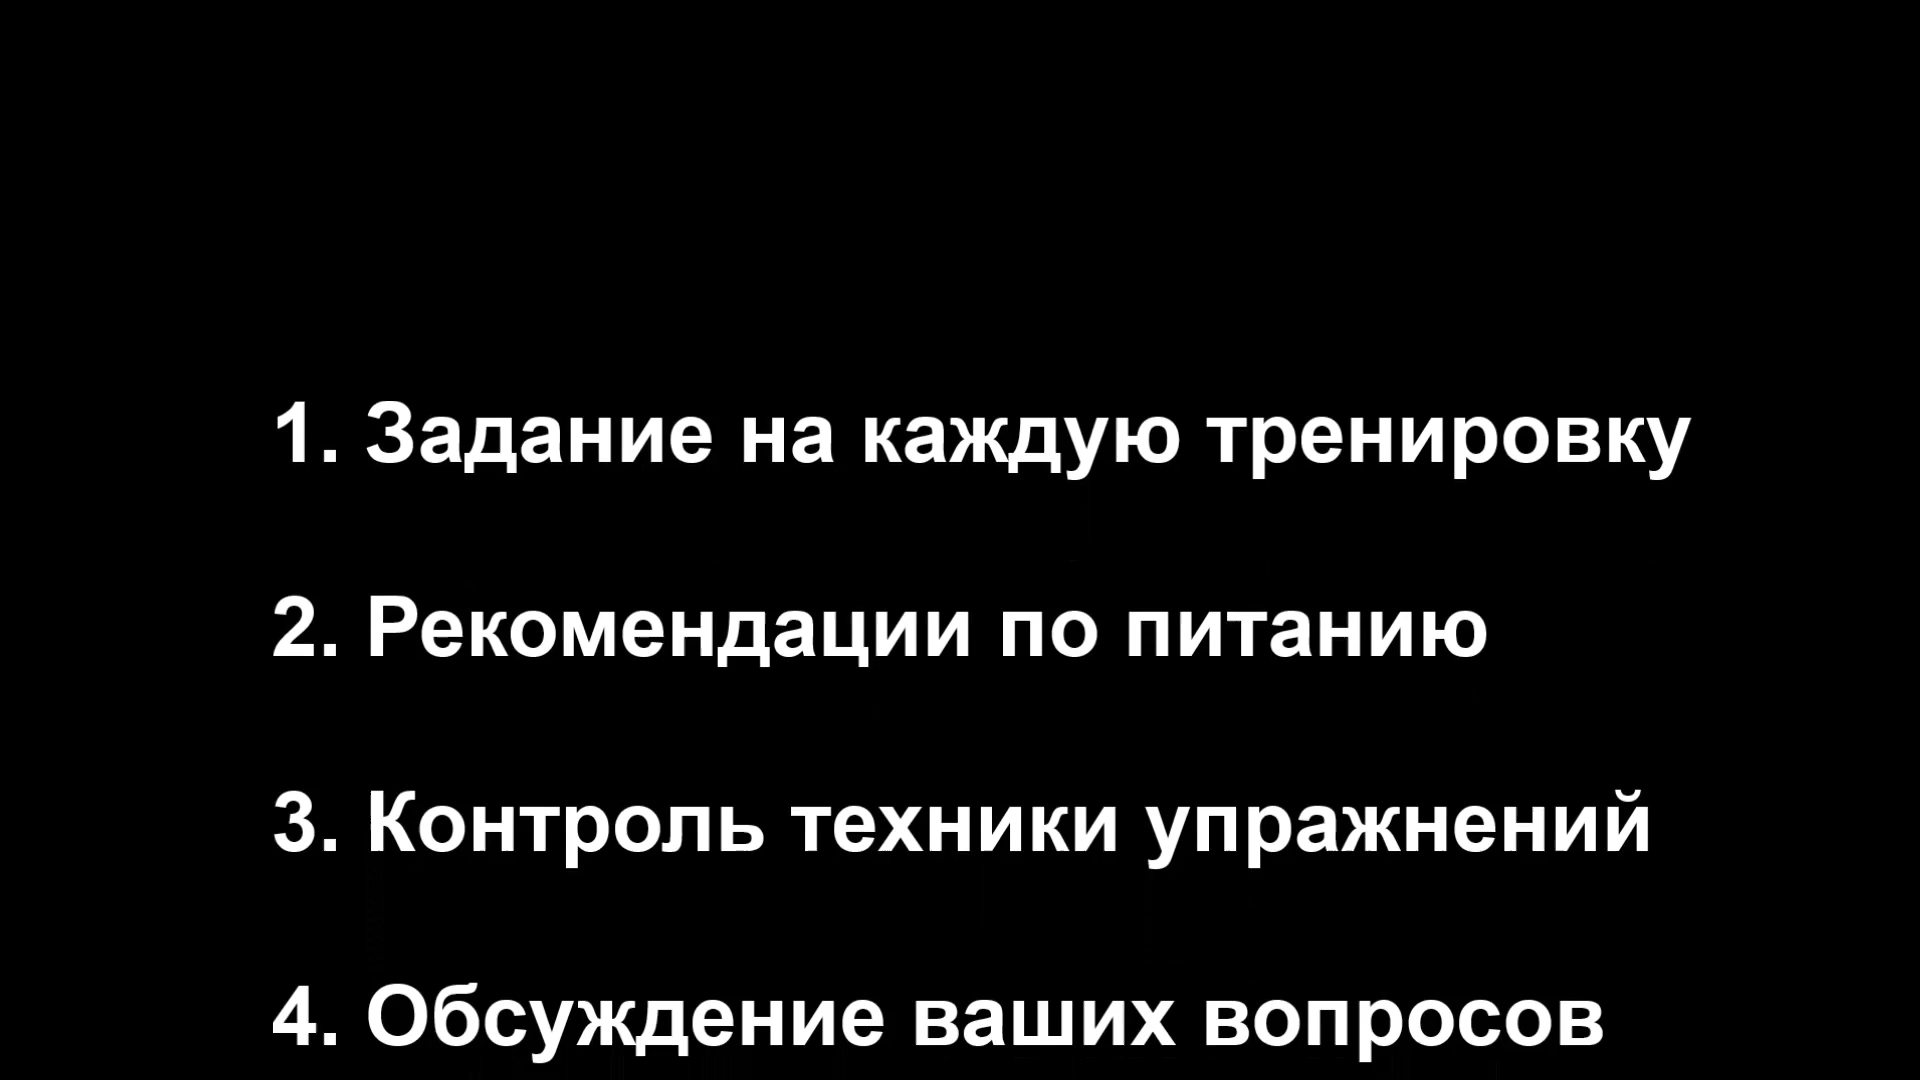 1. Задание на каждую тренировку
2. Рекомендации по питанию
3. Контроль техники упражнений
4. Обсуждение ваших вопросов